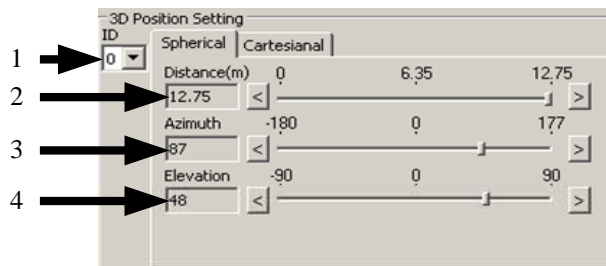 3D Position Setting
ID
Spherical Cartesianal
1 0
Distance(m) 0 6.35 12.75
2 12.75 < >
Azimuth -180 0 177
3 87 < >
Elevation -90 0 90
4 48 < >